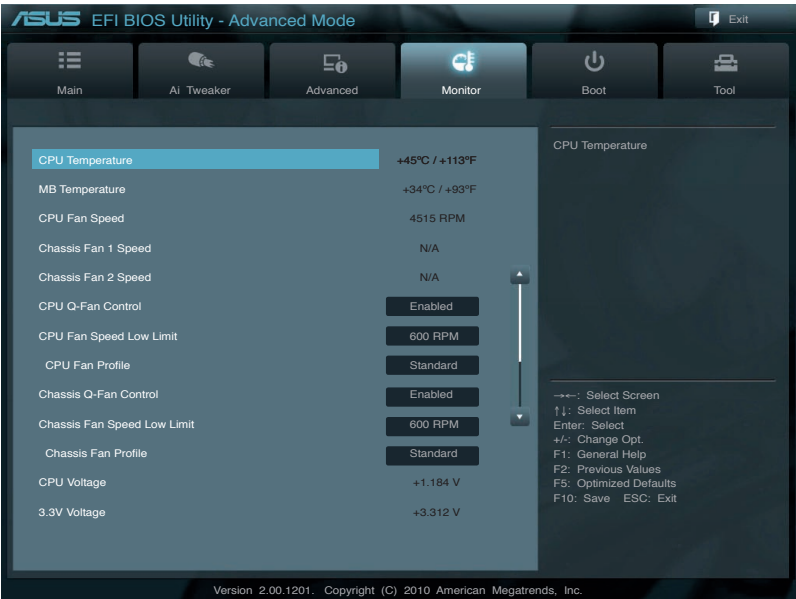 ASUS EFI BIOS Utility - Advanced Mode
Exit
Main Ai Tweaker Advanced Monitor Boot Tool
CPU Temperature +45ºC / +113ºF
MB Temperature +34ºC / +93ºF
CPU Fan Speed 4515 RPM
Chassis Fan 1 Speed N/A
Chassis Fan 2 Speed N/A
CPU Q-Fan Control Enabled
CPU Fan Speed Low Limit 600 RPM
CPU Fan Profile Standard
Chassis Q-Fan Control Enabled
Chassis Fan Speed Low Limit 600 RPM
Chassis Fan Profile Standard
CPU Voltage +1.184 V
3.3V Voltage +3.312 V
CPU Temperature
→←: Select Screen
↑↓: Select Item
Enter: Select
+/-: Change Opt.
F1: General Help
F2: Previous Values
F5: Optimized Defaults
F10: Save ESC: Exit
Version 2.00.1201. Copyright (C) 2010 American Megatrends, Inc.